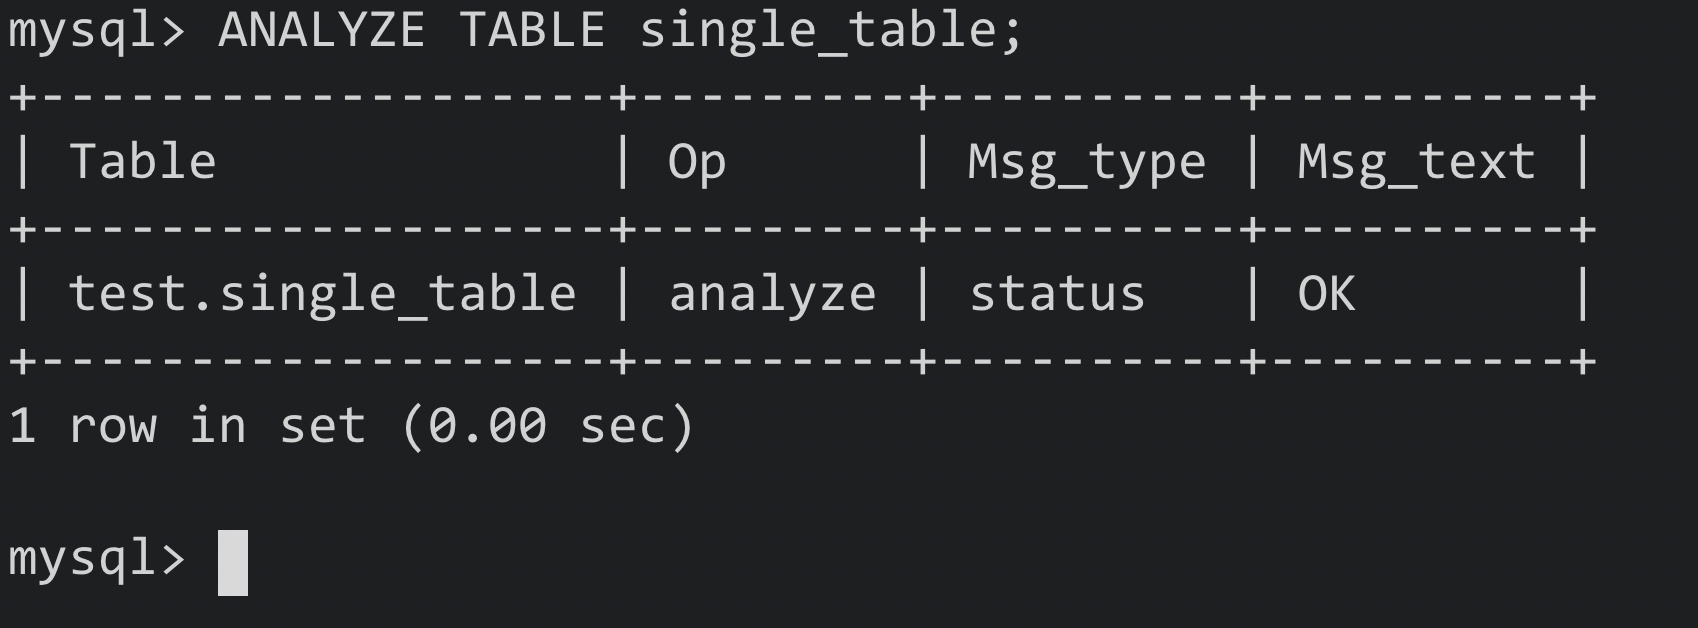 mysql> ANALYZE TABLE single_table;
+-------------------+---------+----------+----------+
| Table             | Op      | Msg_type | Msg_text |
+-------------------+---------+----------+----------+
| test.single_table | analyze | status   | OK       |
+-------------------+---------+----------+----------+
1 row in set (0.00 sec)
mysql>